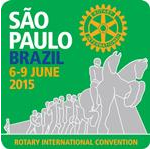 SÃO
PAULO
BRAZIL
6-9 JUNE
2015
ROTARY INTERNATIONAL CONVENTION